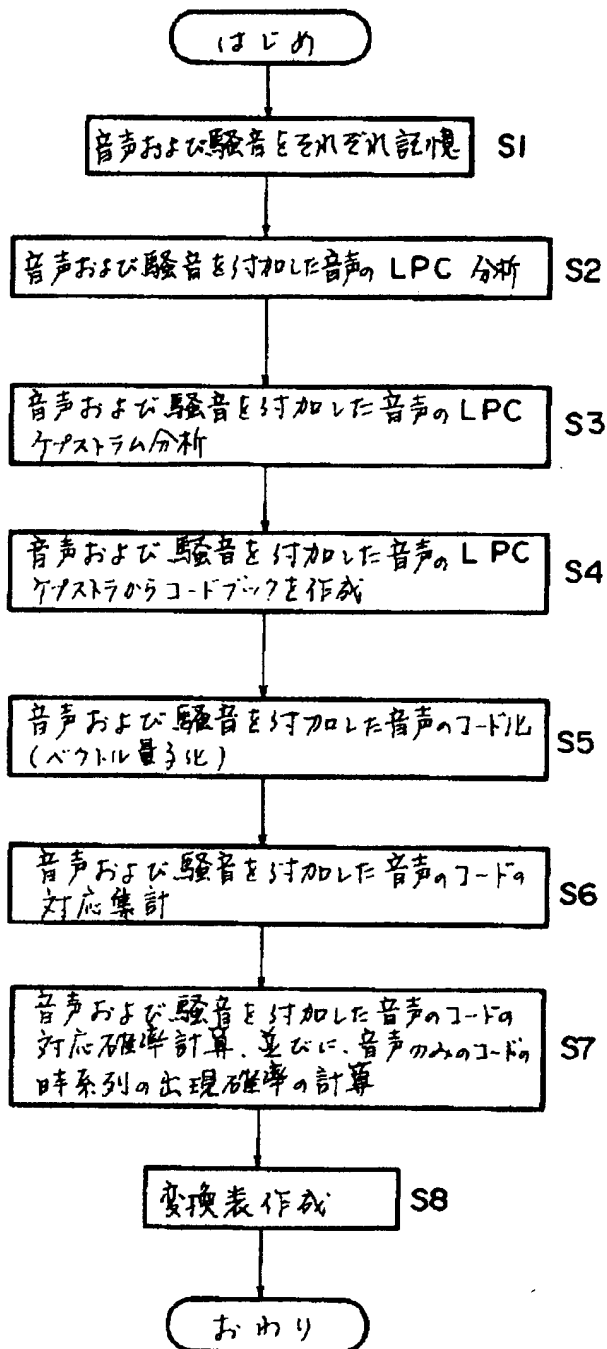 はじめ
音声および騒音をそれぞれ記憶 S1
音声および騒音を付加した音声の LPC 分析 S2
音声および騒音を付加した音声の LPC S3
ケプストラム分析
音声および騒音を付加した音声の LPC S4
ケプストラからコードブックを作成
音声および騒音を付加した音声のコード化 S5
(ベクトル量子化)
音声および騒音を付加した音声のコードの S6
対応集計
音声および騒音を付加した音声のコードの
対応確率計算、並びに、音声のみのコードの S7
時系列の出現確率の計算
変換表作成 S8
おわり